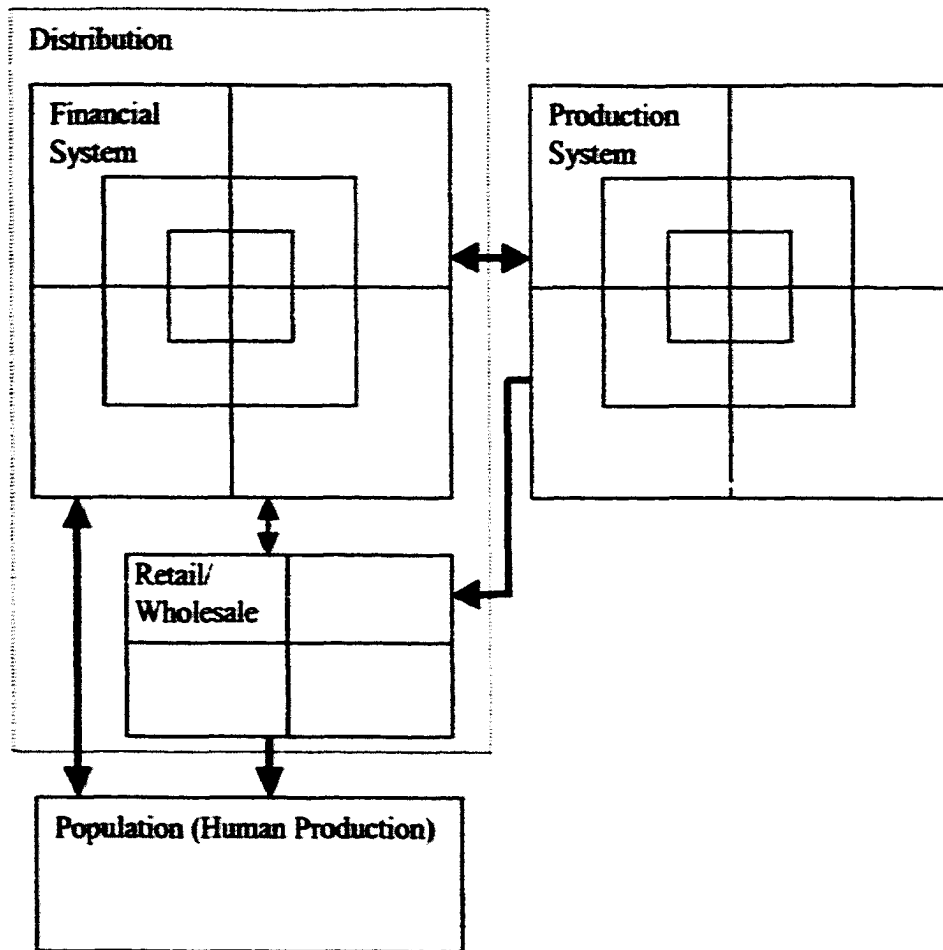 Distribution
Financial
System
Production
System
Retail/
Wholesale
Population (Human Production)